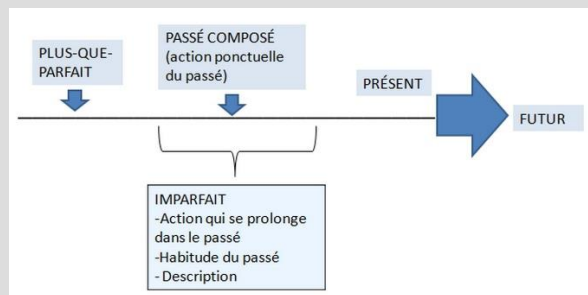 PLUS-QUE-
PARFAIT
PASSÉ COMPOSÉ
(action ponctuelle
du passé)
PRÉSENT
FUTUR
IMPARFAIT
-Action qui se prolonge
dans le passé
-Habitude du passé
- Description